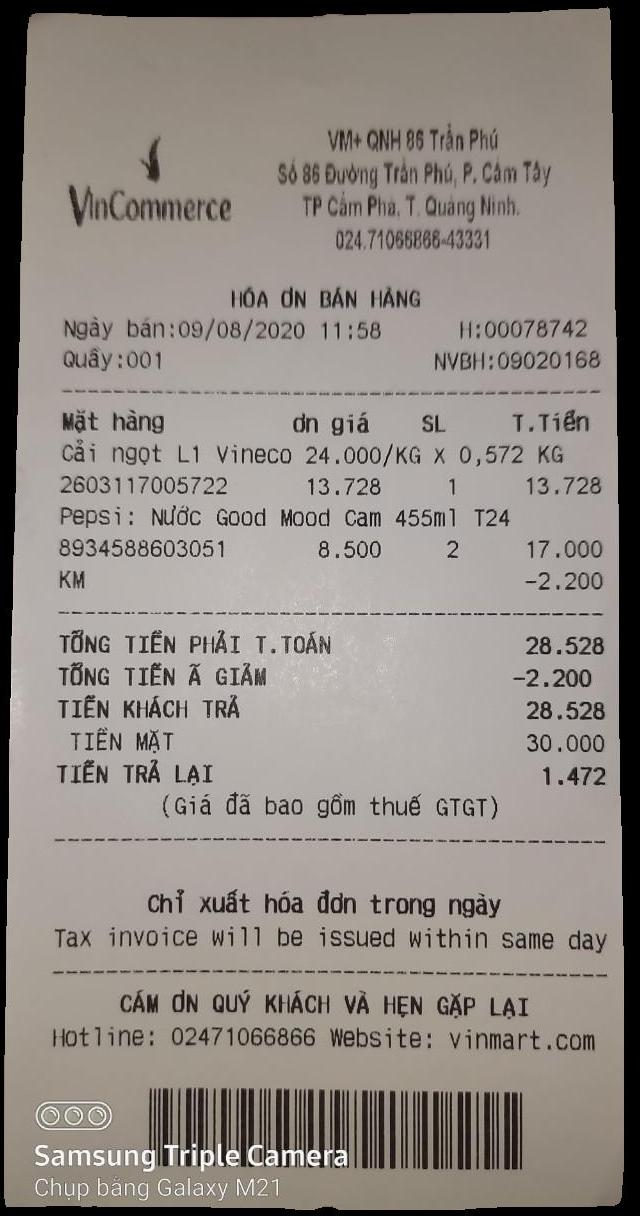 VinCommerce
VM+ QNH 86 Trần Phú
Số 86 Đường Trần Phú, P. Cẩm Tây
TP Cẩm Phả, T. Quảng Ninh.
024.71066866-43331
HÓA ƠN BÁN HÀNG
Ngày bán:09/08/2020 11:58 H:00078742
Quầy:001 NVBH:09020168
Mặt hàng ơn giá SL T.Tiền
Cải ngọt L1 Vineco 24.000/KG X 0,572 KG
2603117005722 13.728 1 13.728
Pepsi: Nước Good Mood Cam 455ml T24
8934588603051 8.500 2 17.000
KM -2.200
TỔNG TIỀN PHẢI T.TOÁN 28.528
TỔNG TIỀN Ã GIẢM -2.200
TIỀN KHÁCH TRẢ 28.528
TIỀN MẶT 30.000
TIỀN TRẢ LẠI 1.472
(Giá đã bao gồm thuế GTGT)
Chỉ xuất hóa đơn trong ngày
Tax invoice will be issued within same day
CÁM ƠN QUÝ KHÁCH VÀ HẸN GẶP LẠI
Hotline: 02471066866 Website: vinmart.com
Samsung Triple Camera
Chụp bằng Galaxy M21